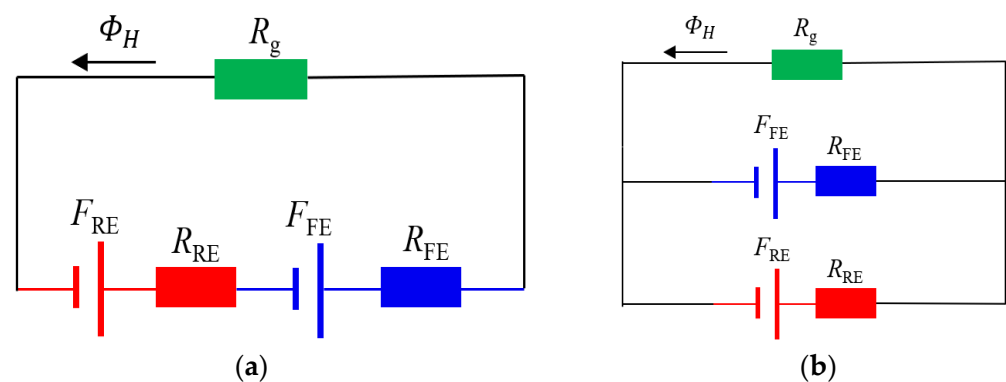 Φ_H
R_g
F_RE
R_RE
F_FE
R_FE
(a)
Φ_H
R_g
F_FE
R_FE
F_RE
R_RE
(b)